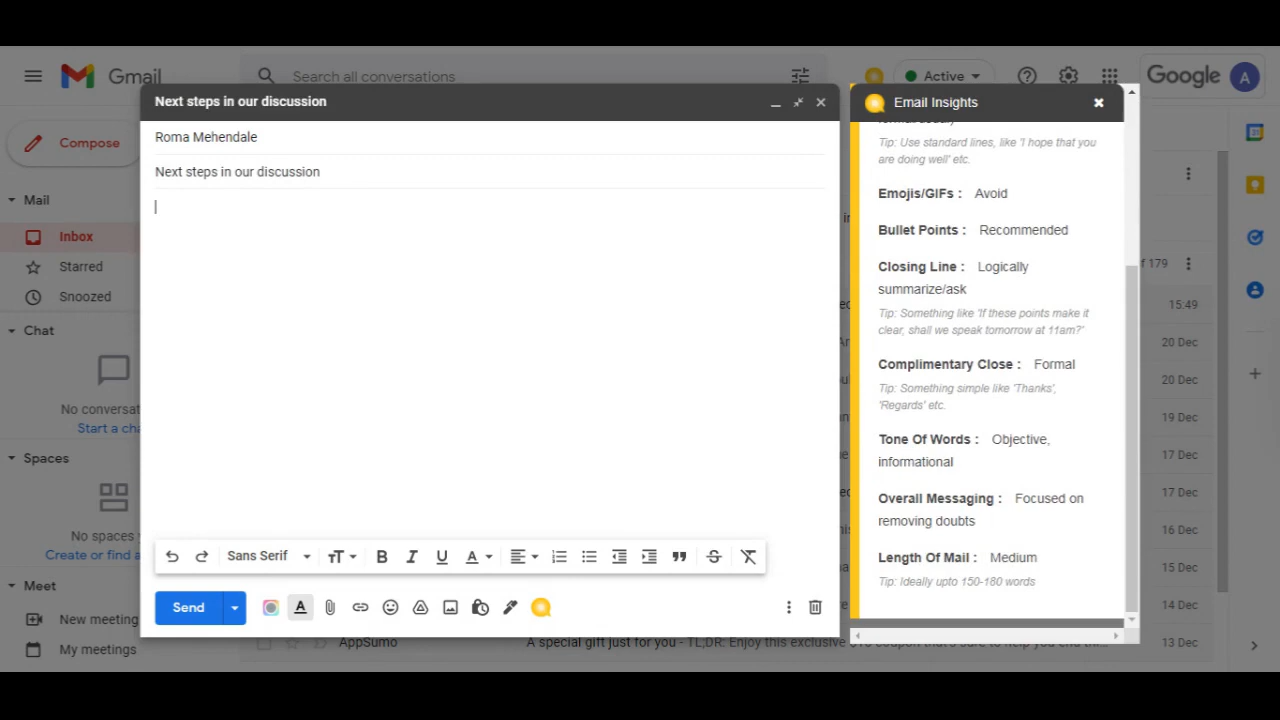 Gmail
Search all conversations
Active
Google
A
Compose
Mail
Inbox
Starred
Snoozed
Chat
Start a
Spaces
Create or find a
Meet
New meeting
My meetings
Next steps in our discussion
Roma Mehendale
Next steps in our discussion
Sans Serif
Send
AppSumo
A special gift just for you - TL;DR: Enjoy this exclusive
Email Insights
Tip: Use standard lines, like 'I hope that you
are doing well' etc.
Emojis/GIFs : Avoid
Bullet Points : Recommended
Closing Line : Logically
summarize/ask
Tip: Something like 'If these points make it
clear, shall we speak tomorrow at 11am?'
Complimentary Close : Formal
Tip: Something simple like 'Thanks',
'Regards' etc.
Tone Of Words : Objective,
informational
Overall Messaging : Focused on
removing doubts
Length Of Mail : Medium
Tip: Ideally upto 150-180 words
179
15:49
20 Dec
20 Dec
19 Dec
17 Dec
17 Dec
16 Dec
15 Dec
14 Dec
13 Dec